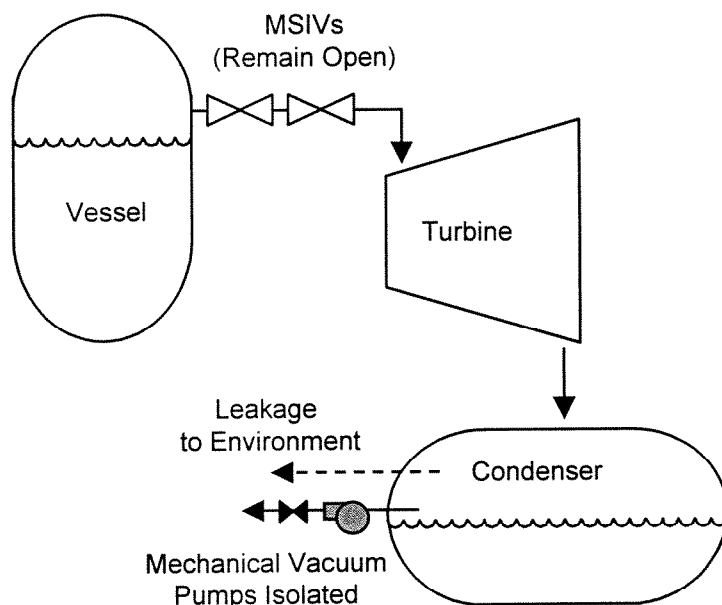 MSIVs
(Remain Open)
Vessel
Turbine
Leakage
to Environment
Condenser
Mechanical Vacuum
Pumps Isolated